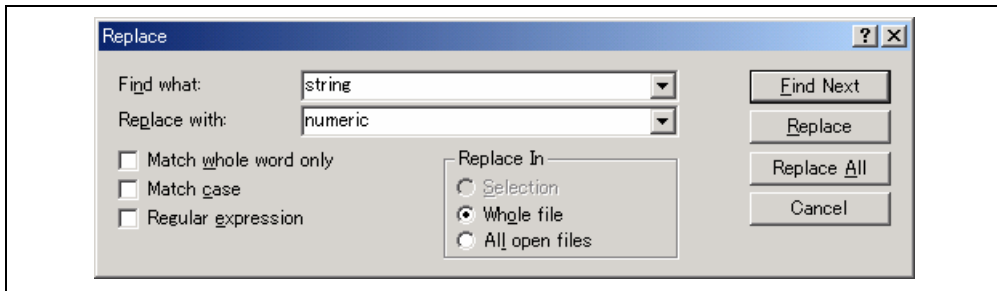 Replace
Find what: string
Replace with: numeric
Match whole word only
Match case
Regular expression
Replace In
Selection
Whole file
All open files
Find Next
Replace
Replace All
Cancel